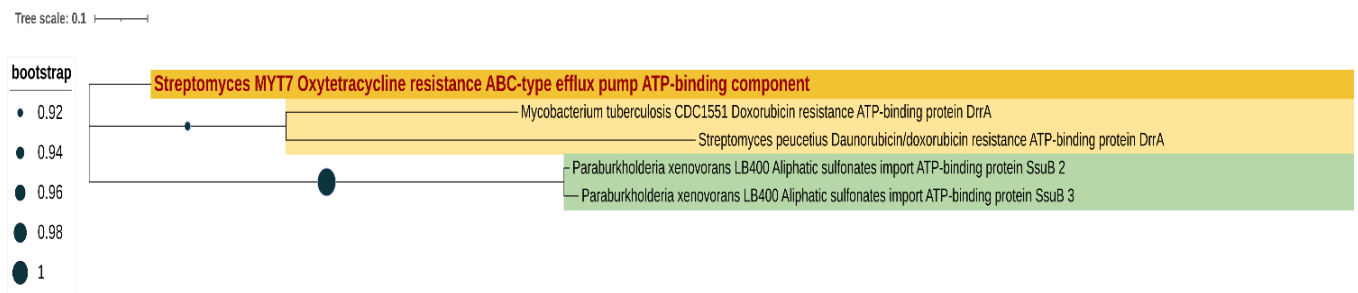 Tree scale: 0.1
bootstrap
0.92
0.94
0.96
0.98
1
Streptomyces MYT7 Oxytetracycline resistance ABC-type efflux pump ATP-binding component
Mycobacterium tuberculosis CDC1551 Doxorubicin resistance ATP-binding protein DrrA
Streptomyces peucetius Daunorubicin/doxorubicin resistance ATP-binding protein DrrA
Paraburkholderia xenovorans LB400 Aliphatic sulfonates import ATP-binding protein SsuB 2
Paraburkholderia xenovorans LB400 Aliphatic sulfonates import ATP-binding protein SsuB 3